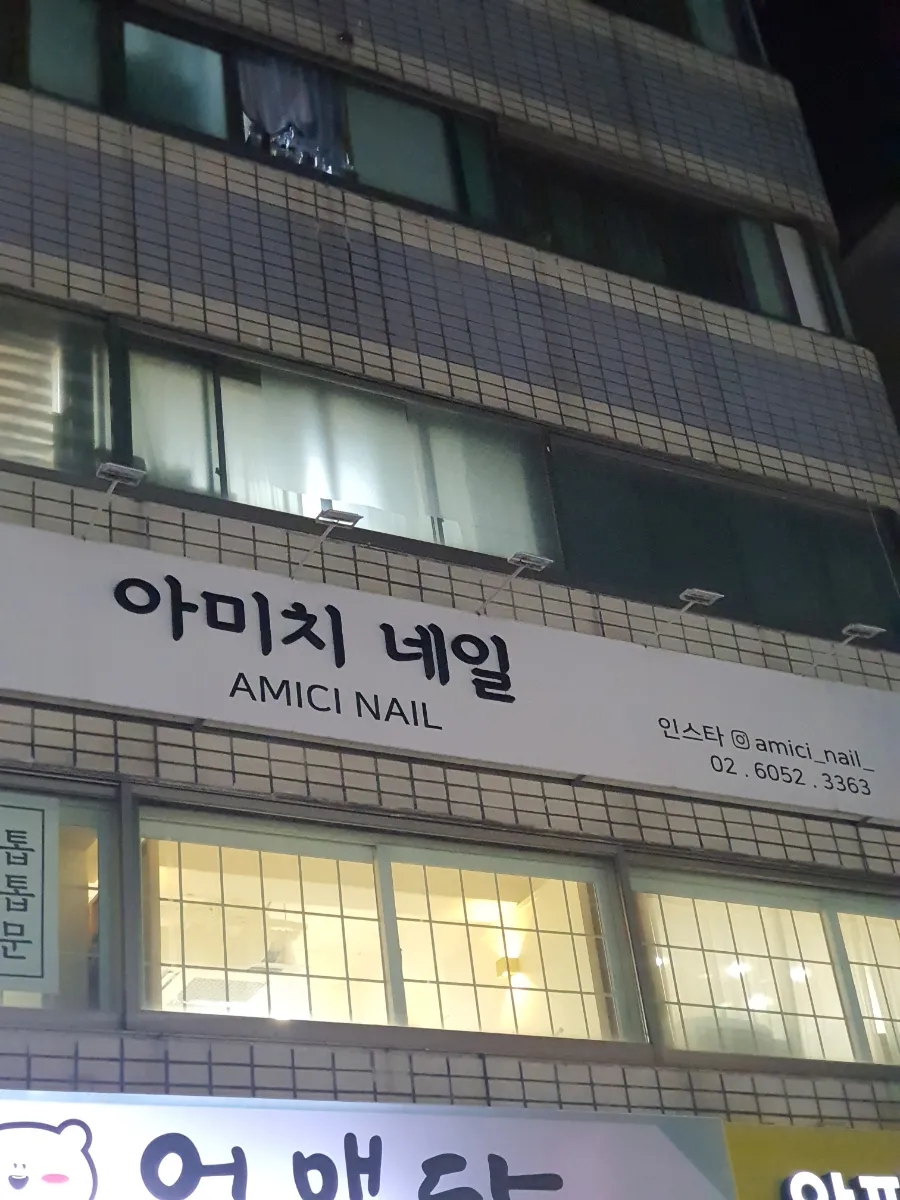 아미치 네일
AMICI NAIL
인스타 amici_nail_
02 . 6052 . 3363
톱톱문